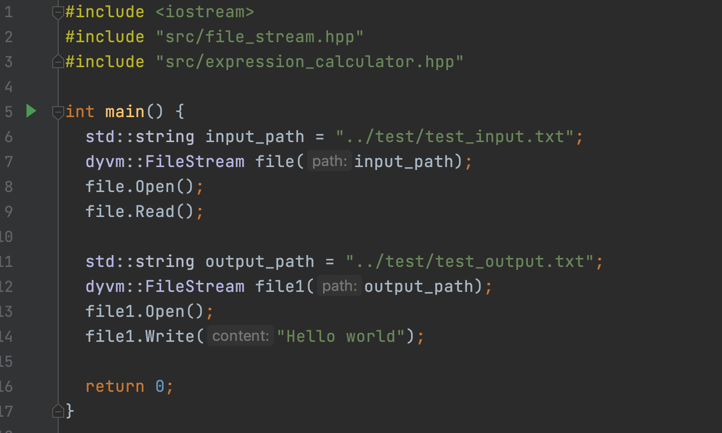 1 #include <iostream>
2 #include "src/file_stream.hpp"
3 #include "src/expression_calculator.hpp"
4
5 int main() {
6 std::string input_path = "../test/test_input.txt";
7 dyvm::FileStream file( path: input_path);
8 file.Open();
9 file.Read();
10
11 std::string output_path = "../test/test_output.txt";
12 dyvm::FileStream file1( path: output_path);
13 file1.Open();
14 file1.Write( content: "Hello world");
15
16 return 0;
17 }